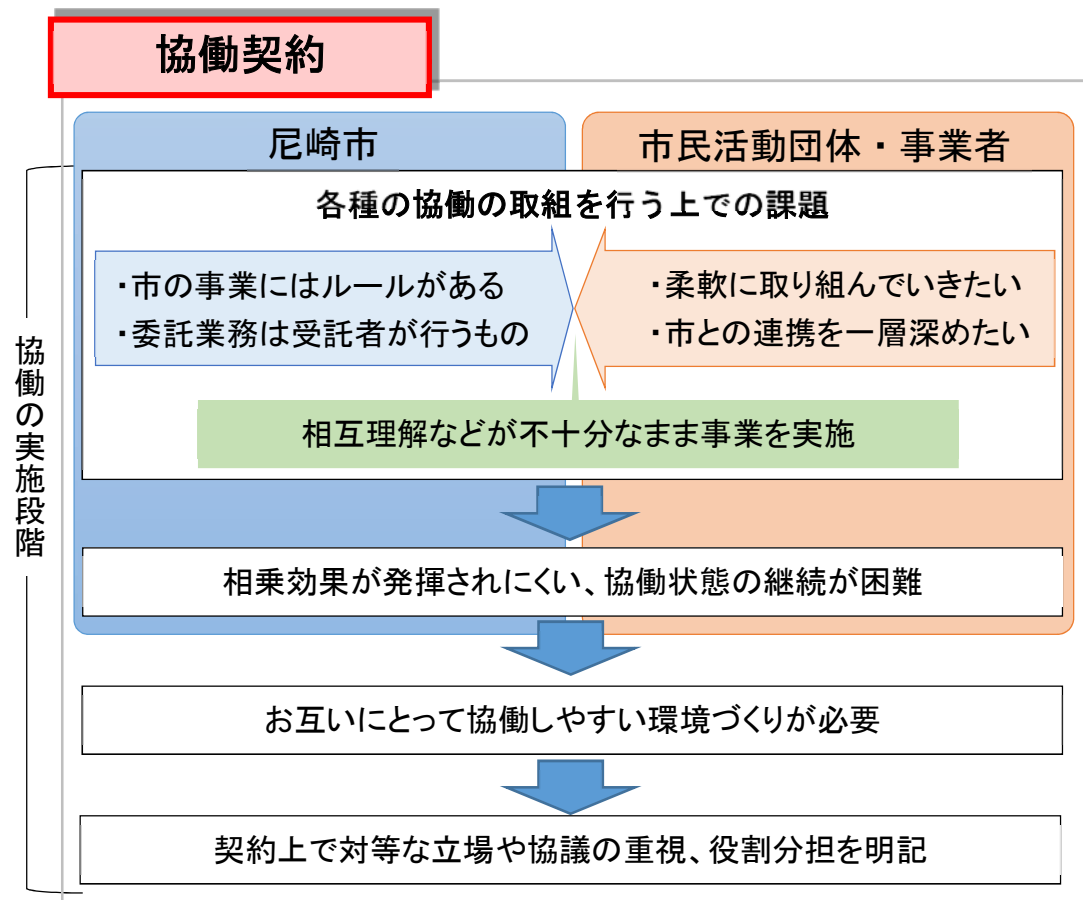 協働契約
尼崎市
市民活動団体・事業者
各種の協働の取組を行う上での課題
・市の事業にはルールがある
・委託業務は受託者が行うもの
・柔軟に取り組んでいきたい
・市との連携を一層深めたい
相互理解などが不十分なまま事業を実施
協働の実施段階
相乗効果が発揮されにくい、協働状態の継続が困難
お互いにとって協働しやすい環境づくりが必要
契約上で対等な立場や協議の重視、役割分担を明記